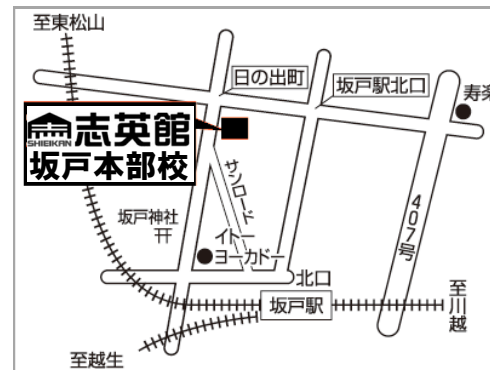 至東松山
日の出町
坂戸駅北口
寿楽
SHIEIKAN
志英館
坂戸本部校
サンロード
坂戸神社
イトー
ヨーカドー
407号
北口
坂戸駅
至川越
至越生